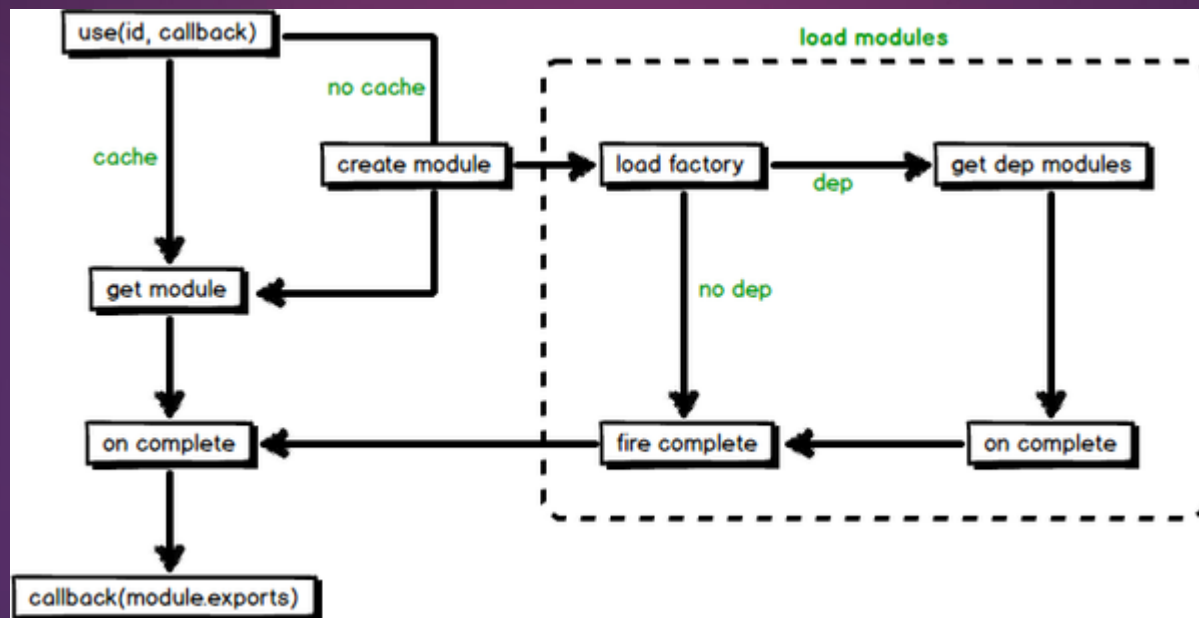 use(id, callback)
load modules
no cache
cache
create module
load factory
get dep modules
dep
get module
no dep
on complete
fire complete
on complete
callback(module.exports)